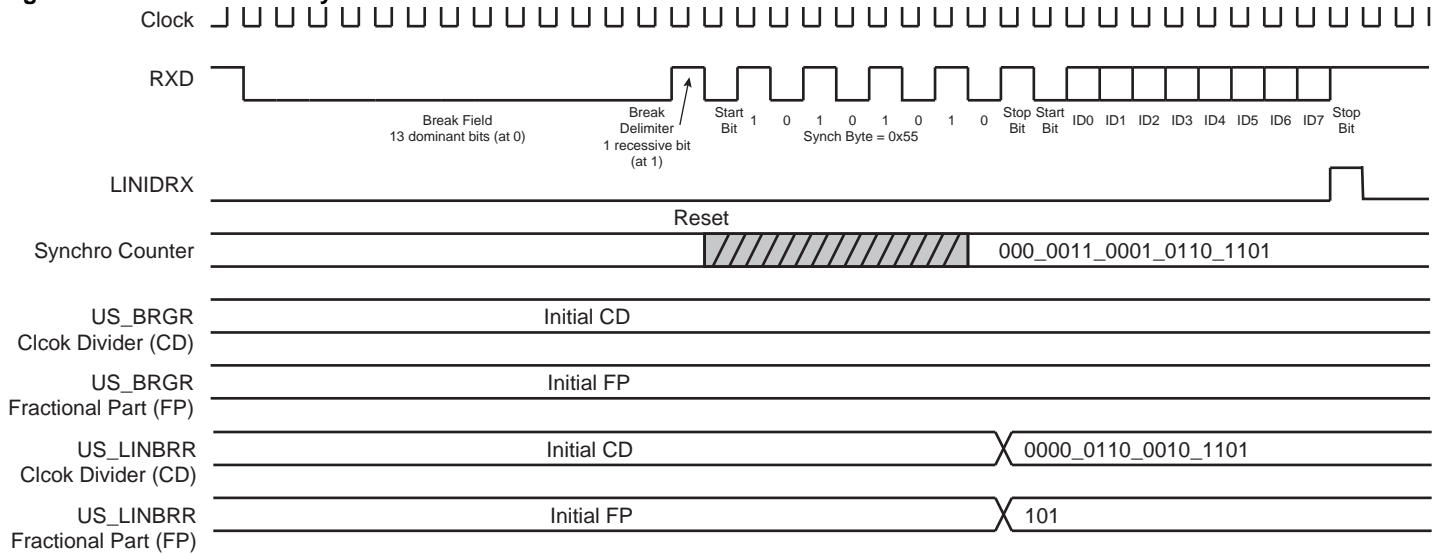 Clock
RXD
Break Field
13 dominant bits (at 0)
Break
Delimiter
1 recessive bit
(at 1)
Start
Bit
1 0 1 0 1 0 1 0
Synch Byte = 0x55
Stop
Bit
Start
Bit
ID0 ID1 ID2 ID3 ID4 ID5 ID6 ID7
Stop
Bit
LINIDRX
Reset
Synchro Counter
000_0011_0001_0110_1101
US_BRGR
Clcok Divider (CD)
Initial CD
US_BRGR
Fractional Part (FP)
Initial FP
US_LINBRR
Clcok Divider (CD)
Initial CD
0000_0110_0010_1101
US_LINBRR
Fractional Part (FP)
Initial FP
101